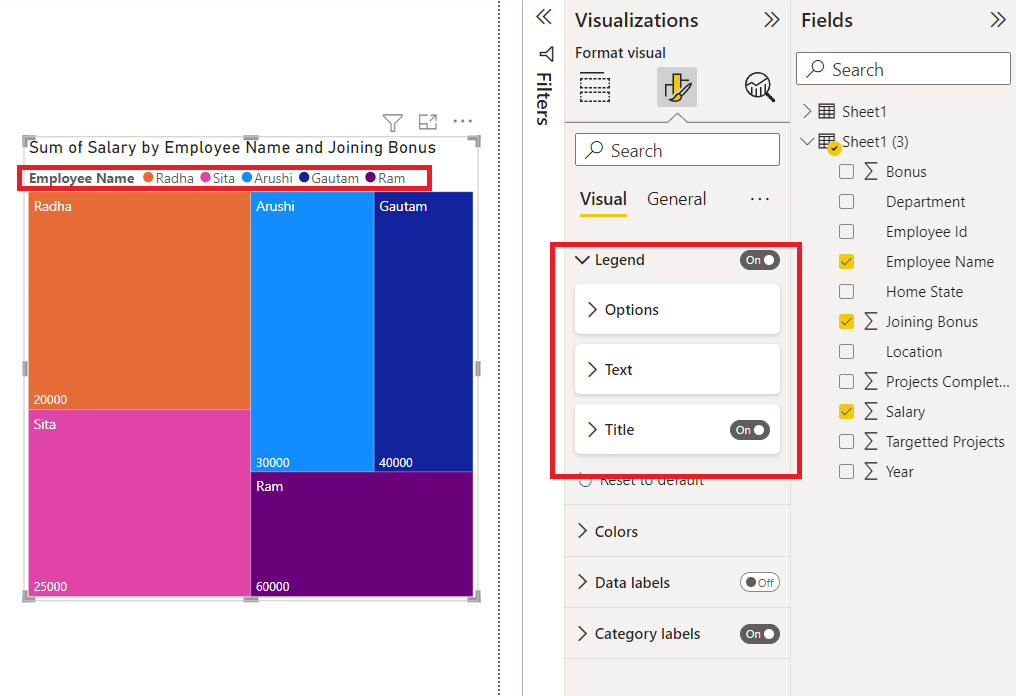 Sum of Salary by Employee Name and Joining Bonus
Employee Name Radha Sita Arushi Gautam Ram
Radha
20000
Sita
25000
Arushi
30000
Gautam
40000
Ram
60000
Filters
Visualizations
Format visual
Search
Visual General
Legend On
Options
Text
Title On
Reset to default
Colors
Data labels Off
Category labels On
Fields
Search
Sheet1
Sheet1 (3)
Bonus
Department
Employee Id
Employee Name
Home State
Joining Bonus
Location
Projects Complet...
Salary
Targetted Projects
Year